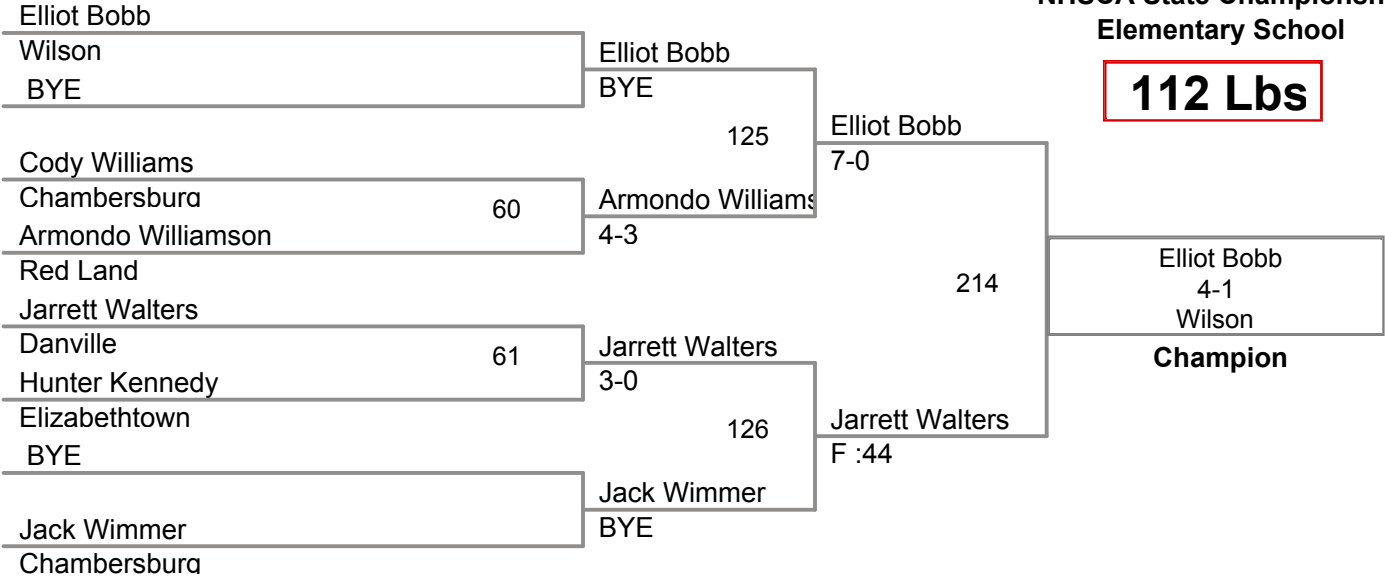 Elementary School
112 Lbs
Elliot Bobb
Wilson
BYE
Cody Williams
Chambersburg
Armondo Williamson
Red Land
Jarrett Walters
Danville
Hunter Kennedy
Elizabethtown
BYE
Jack Wimmer
Chambersburg
60
61
Elliot Bobb
BYE
Armondo Williams
4-3
Jarrett Walters
3-0
Jack Wimmer
BYE
125
126
Elliot Bobb
7-0
Jarrett Walters
F :44
214
Elliot Bobb
4-1
Wilson
Champion